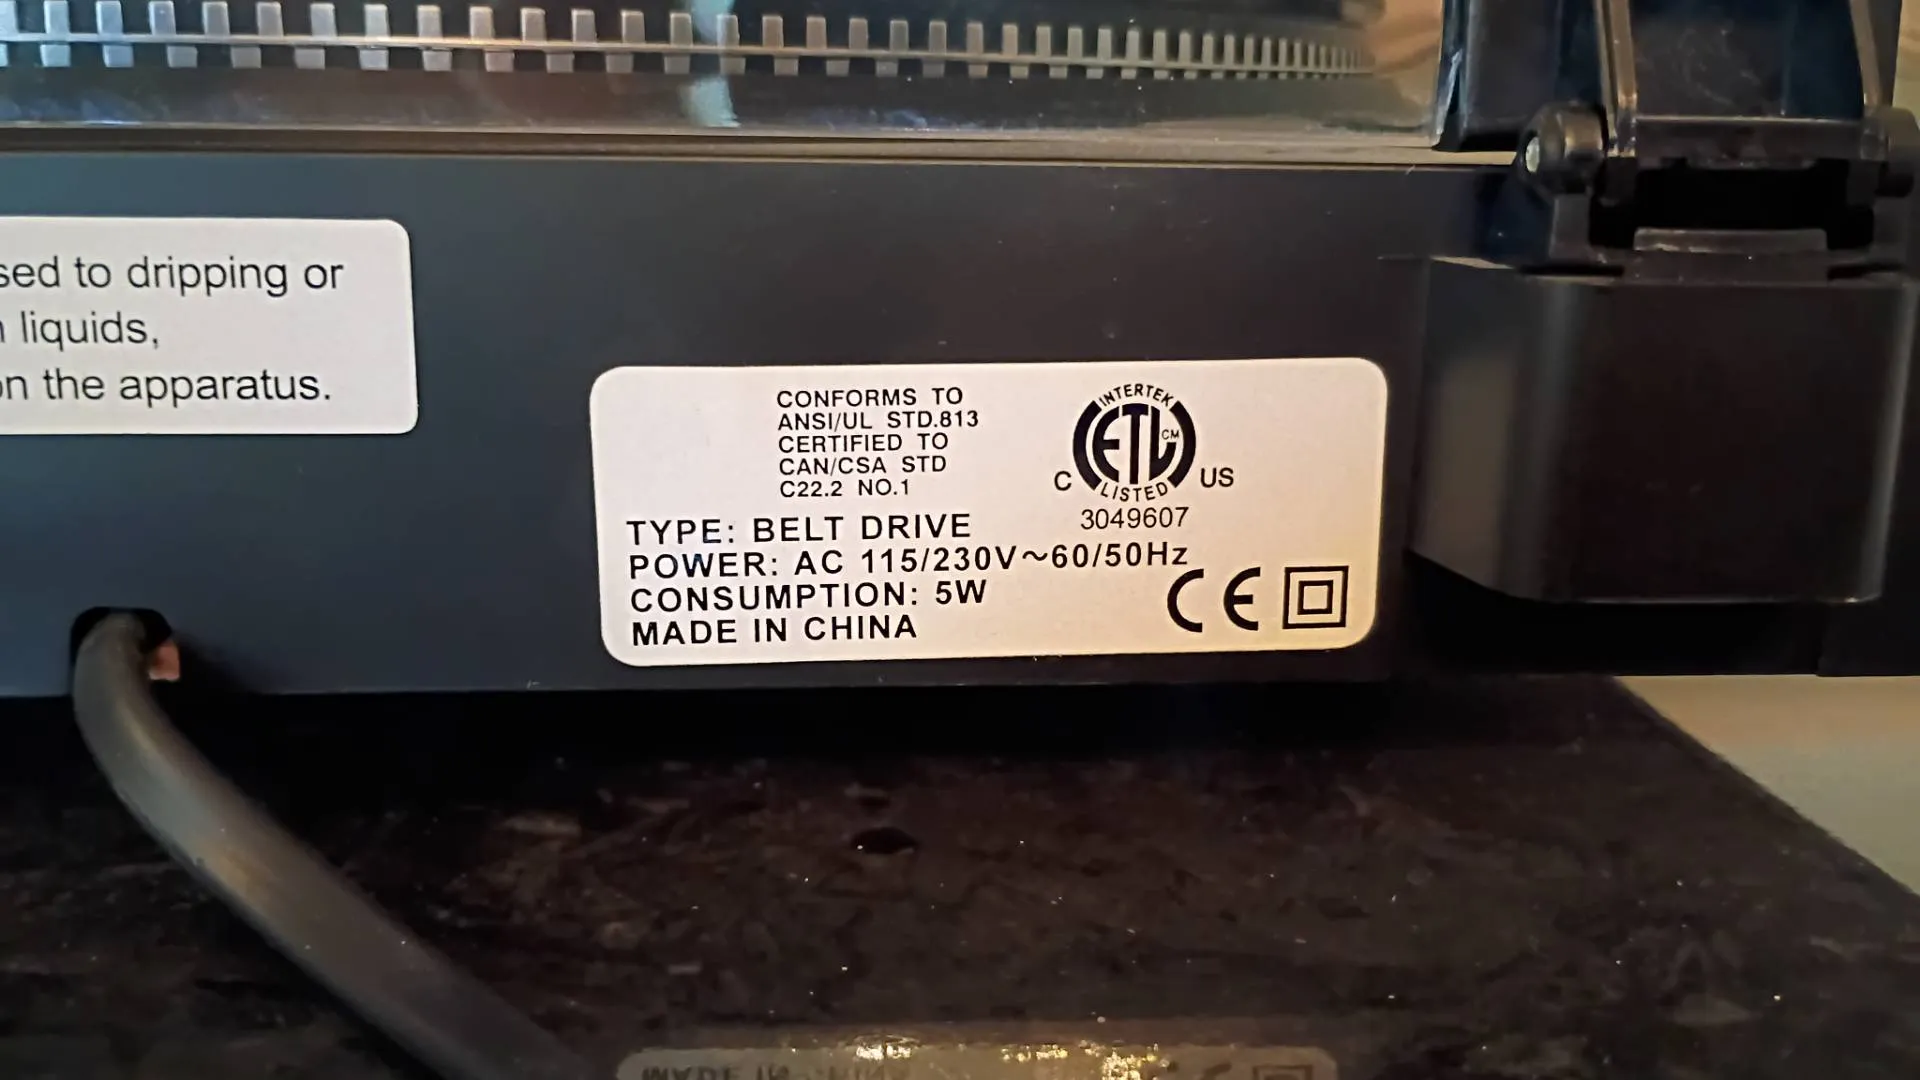 sed to dripping or
liquids,
on the apparatus.
CONFORMS TO
ANSI/UL STD.813
CERTIFIED TO
CAN/CSA STD
C22.2 NO.1
INTERTEK
ETL CM
C LISTED US
3049607
TYPE: BELT DRIVE
POWER: AC 115/230V~60/50Hz
CONSUMPTION: 5W
MADE IN CHINA
CE